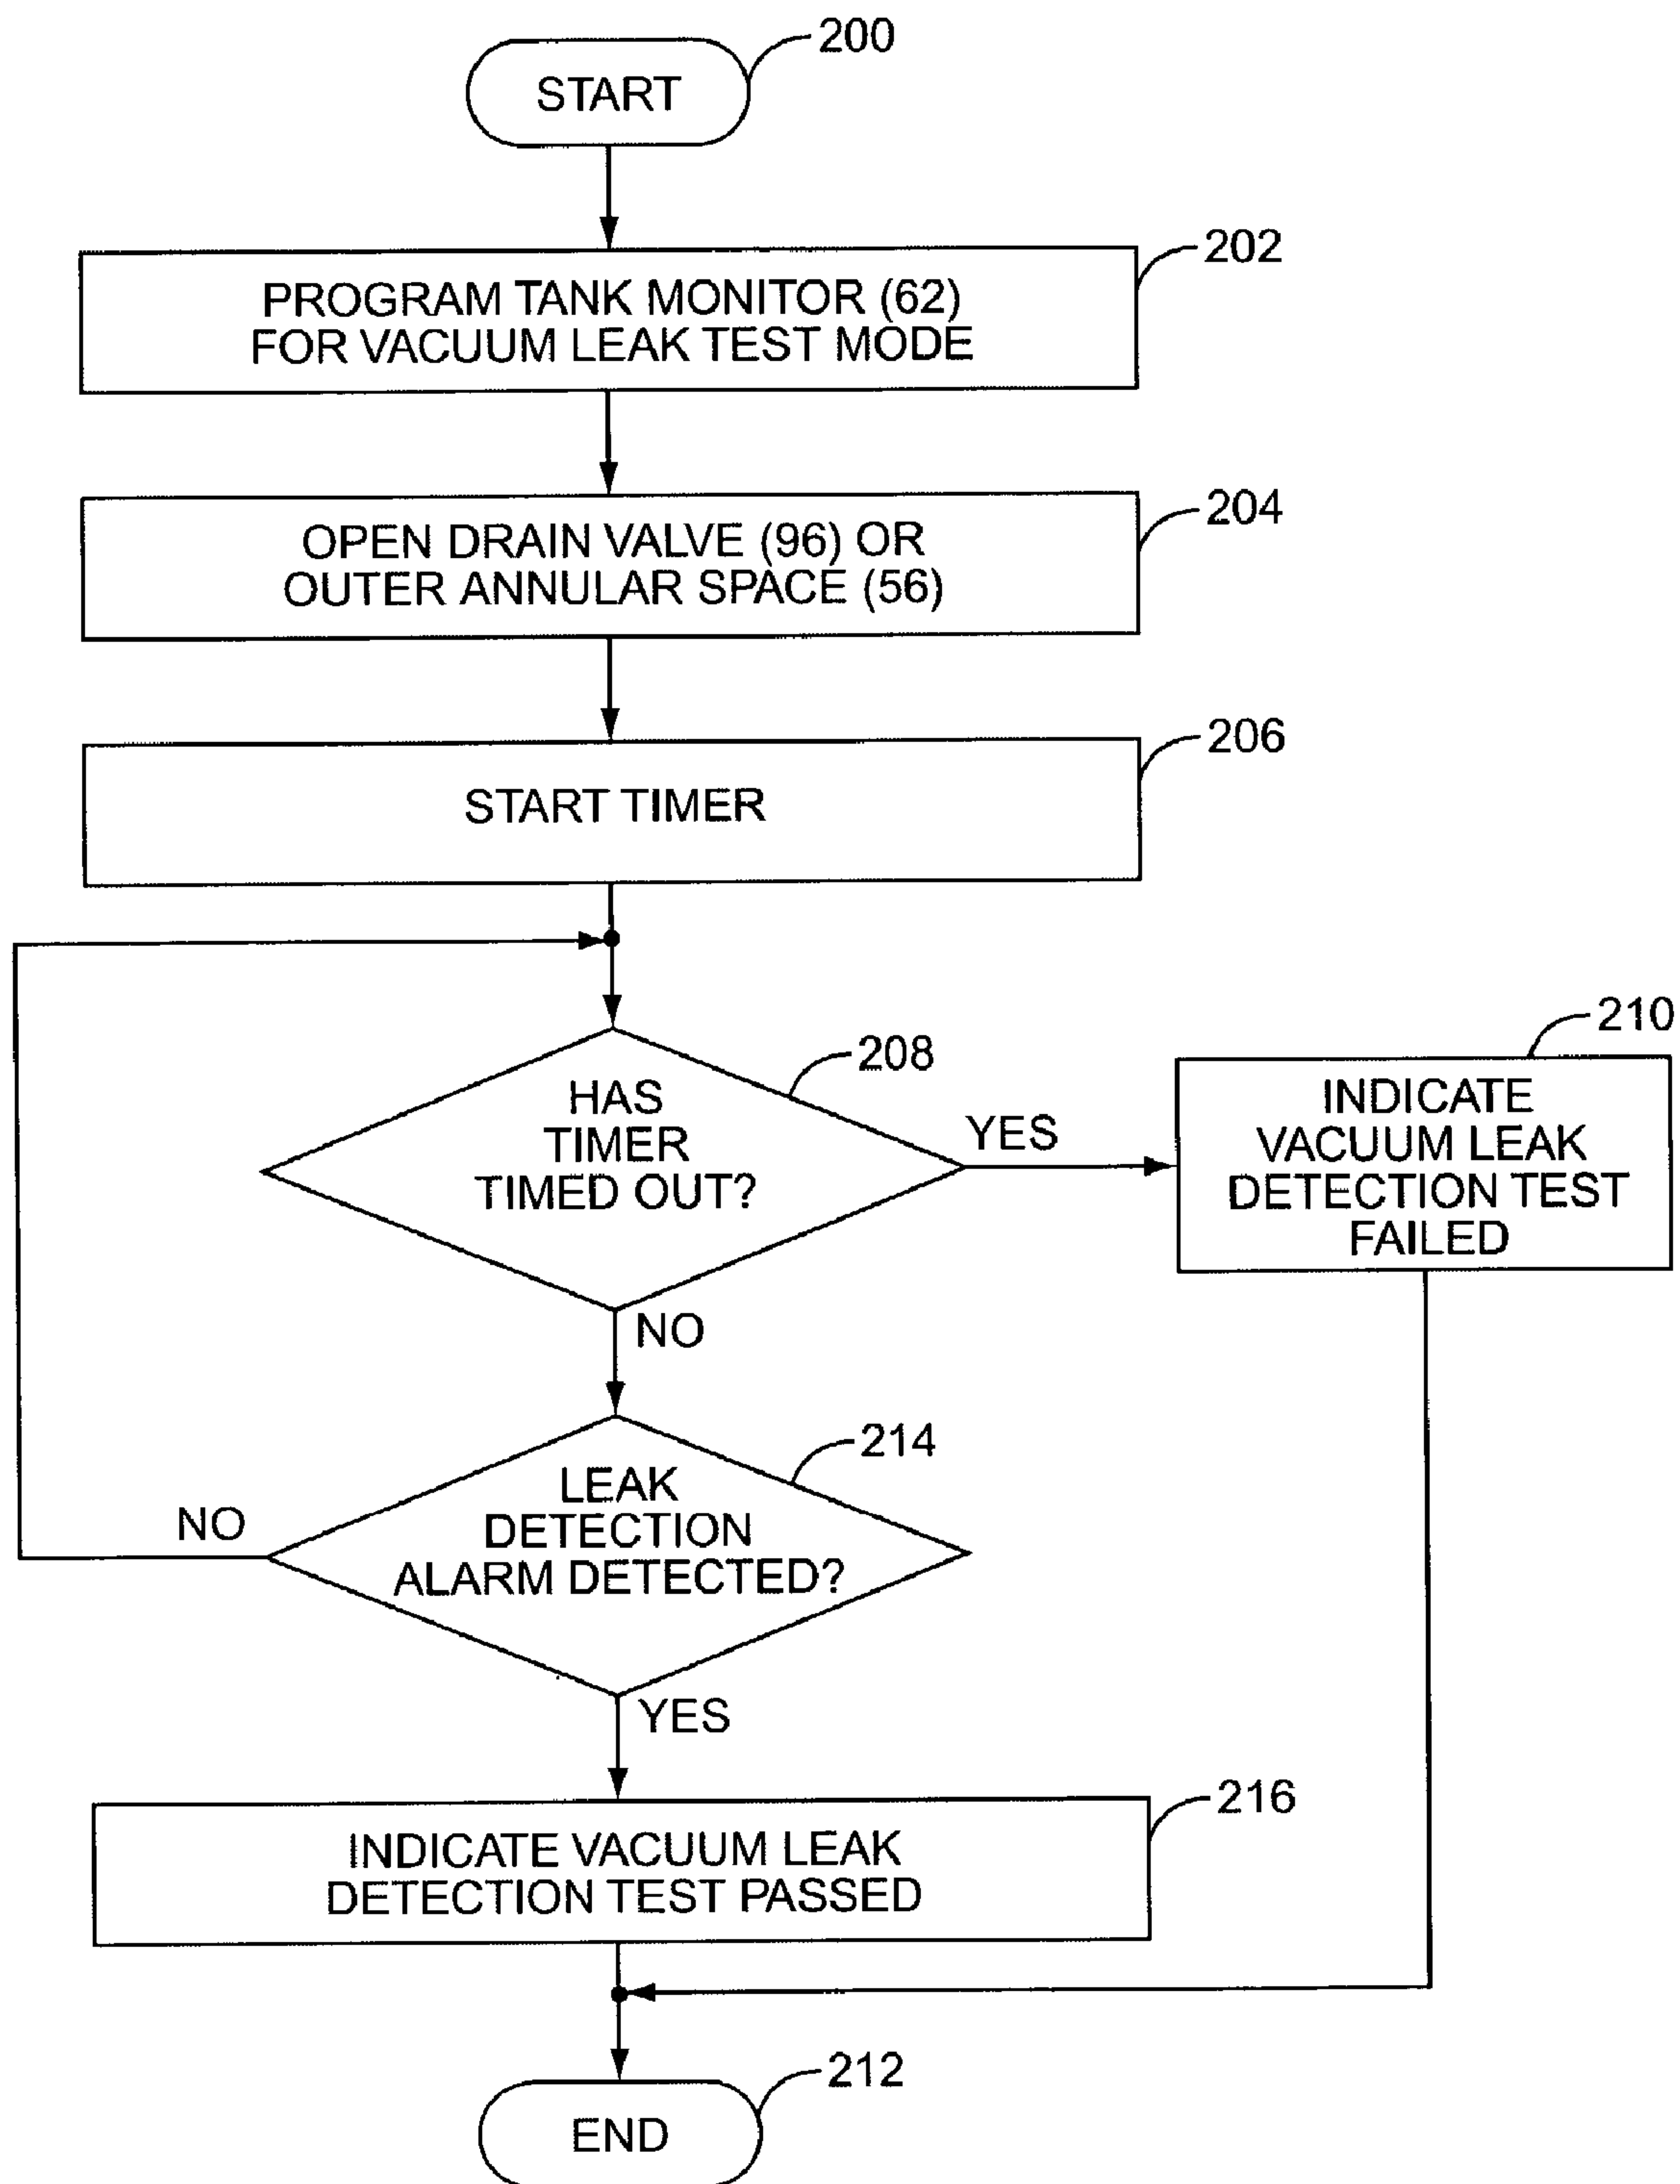 200
START
202
PROGRAM TANK MONITOR (62)
FOR VACUUM LEAK TEST MODE
204
OPEN DRAIN VALVE (96) OR
OUTER ANNULAR SPACE (56)
206
START TIMER
208
HAS
TIMER
TIMED OUT?
YES
210
INDICATE
VACUUM LEAK
DETECTION TEST
FAILED
NO
214
LEAK
DETECTION
ALARM DETECTED?
NO
YES
216
INDICATE VACUUM LEAK
DETECTION TEST PASSED
212
END